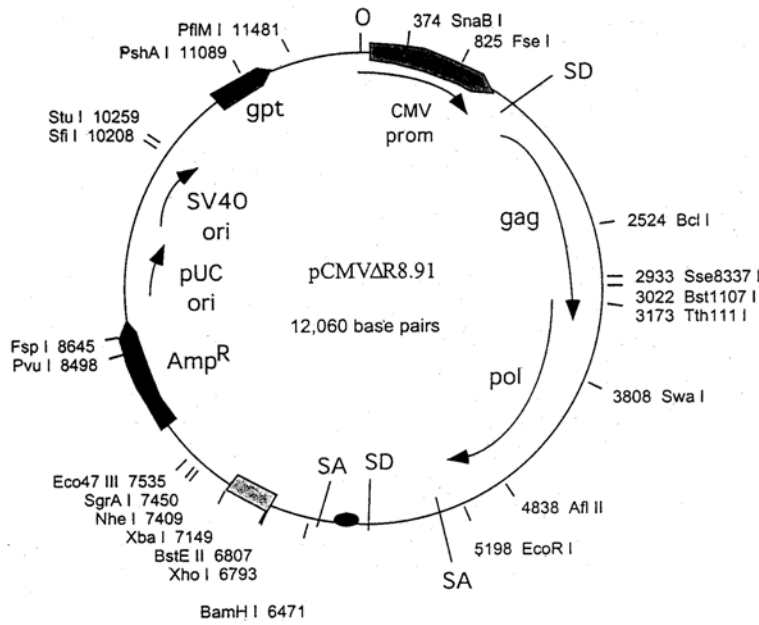 O
374 SnaB I
825 Fse I
SD
PflM I 11481
PshA I 11089
gpt
CMV
prom
Stu I 10259
Sfi I 10208
SV40
ori
pUC
ori
gag
2524 Bcl I
2933 Sse8337 I
3022 Bst1107 I
3173 Tth111 I
pCMVΔR8.91
12,060 base pairs
Fsp I 8645
Pvu I 8498
AmpR
pol
3808 Swa I
4838 Afl II
5198 EcoR I
SA
SD
SA
Eco47 III 7535
SgrA I 7450
Nhe I 7409
Xba I 7149
BstE II 6807
Xho I 6793
BamH I 6471